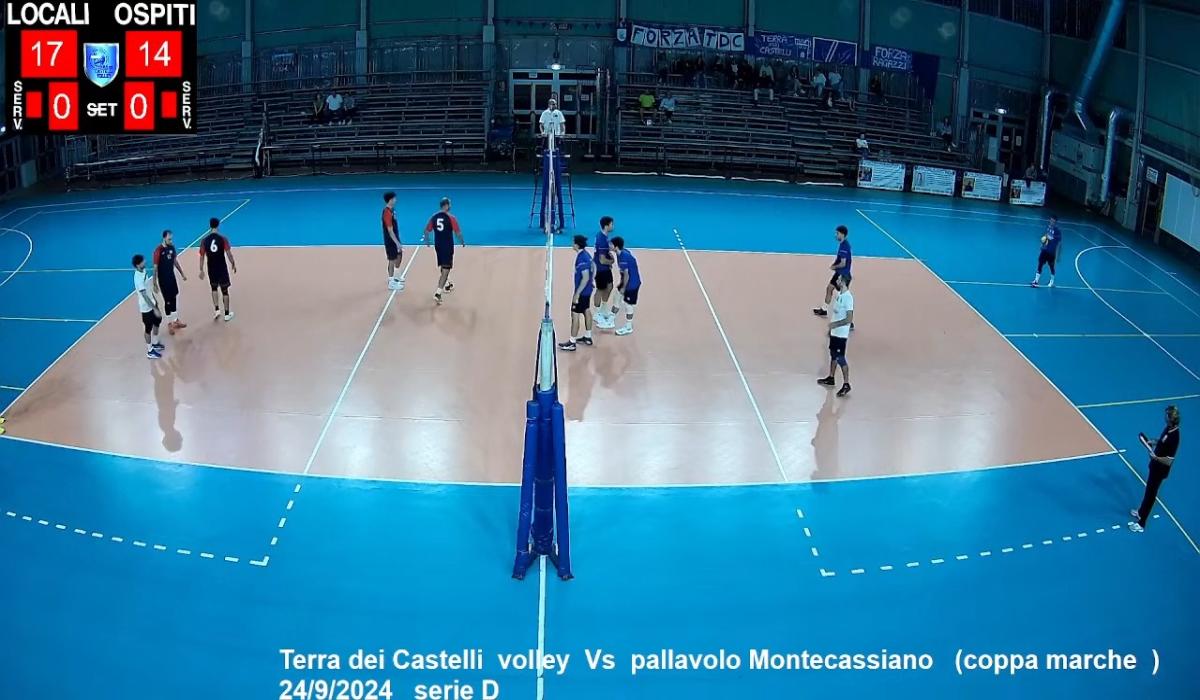 LOCALI OSPITI
17 14
SERV. 0 SET 0 SERV.
FORZA TDC
TERRA
CASTELLI
FORZA
RAGAZZI
5
6
Terra dei Castelli volley Vs pallavolo Montecassiano (coppa marche )
24/9/2024 serie D